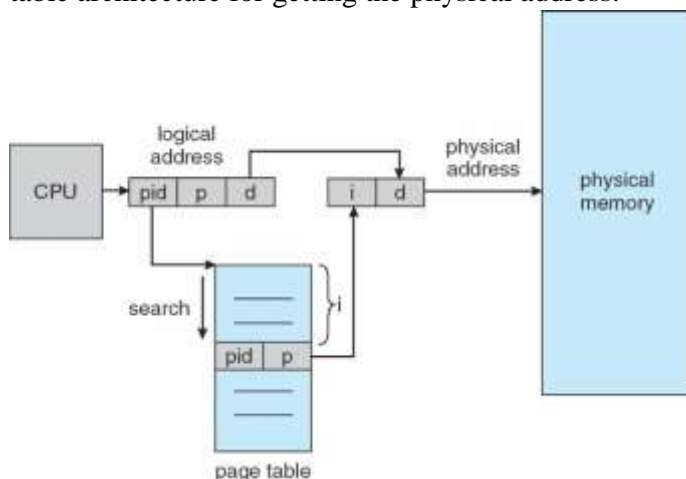 table architecture for getting the physical address.
logical
address
physical
address
CPU
pid p d
i d
physical
memory
search
i
pid p
page table